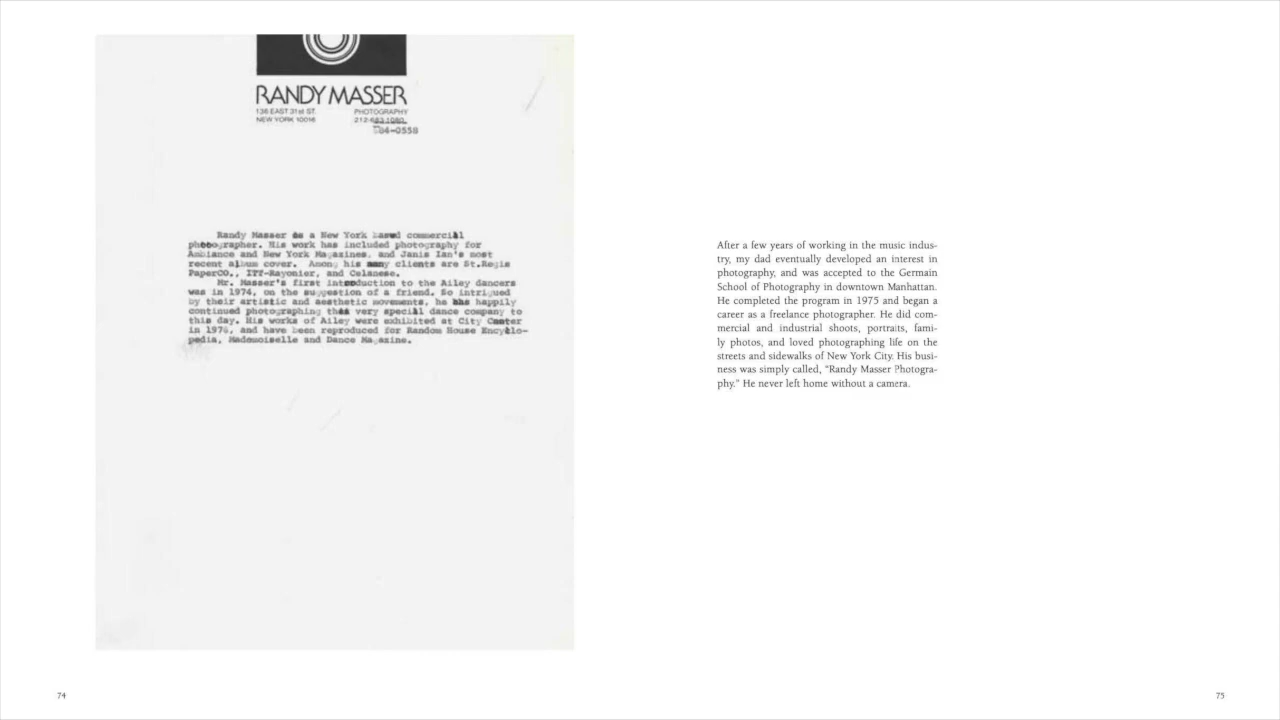 RANDY MASSER
136 EAST 31st ST. PHOTOGRAPHY
NEW YORK 10016 212-683-1080
684-0558
Randy Masser is a New York based commercial
photographer. His work has included photography for
Ambiance and New York Magazines, and Janis Ian's most
recent album cover. Among his many clients are St.Regis
PaperCO., ITT-Rayonier, and Celanese.
Mr. Masser's first introduction to the Ailey dancers
was in 1974, on the suggestion of a friend. So intrigued
by their artistic and aesthetic movements, he has happily
continued photographing this very special dance company to
this day. His works of Ailey were exhibited at City Center
in 1976, and have been reproduced for Random House Encyclo-
pedia, Mademoiselle and Dance Magazine.
After a few years of working in the music indus-
try, my dad eventually developed an interest in
photography, and was accepted to the Germain
School of Photography in downtown Manhattan.
He completed the program in 1975 and began a
career as a freelance photographer. He did com-
mercial and industrial shoots, portraits, fami-
ly photos, and loved photographing life on the
streets and sidewalks of New York City. His busi-
ness was simply called, "Randy Masser Photogra-
phy." He never left home without a camera.
74
75